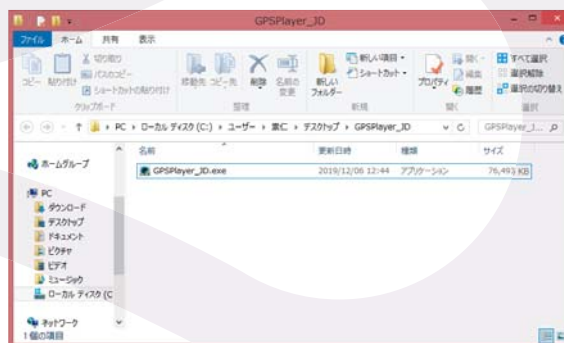 GPSPlayer_JD
ファイル ホーム 共有 表示
コピー 貼り付け 切り取り パスのコピー ショートカットの貼り付け
移動先 コピー先 削除 名前の変更
新しいフォルダー 新しい項目 ショートカット
プロパティ 開く 編集 履歴
すべて選択 選択解除 選択の切り替え
クリップボード 整理 新規 開く 選択
PC ローカル ディスク (C:) ユーザー デスクトップ GPSPlayer_JD
名前 更新日時 種類 サイズ
GPSPlayer_JD.exe 2019/12/06 12:44 アプリケーション 76,493 KB
ホームグループ
PC
ダウンロード
デスクトップ
ドキュメント
ピクチャ
ビデオ
ミュージック
ローカル ディスク (C
ネットワーク
1 個の項目